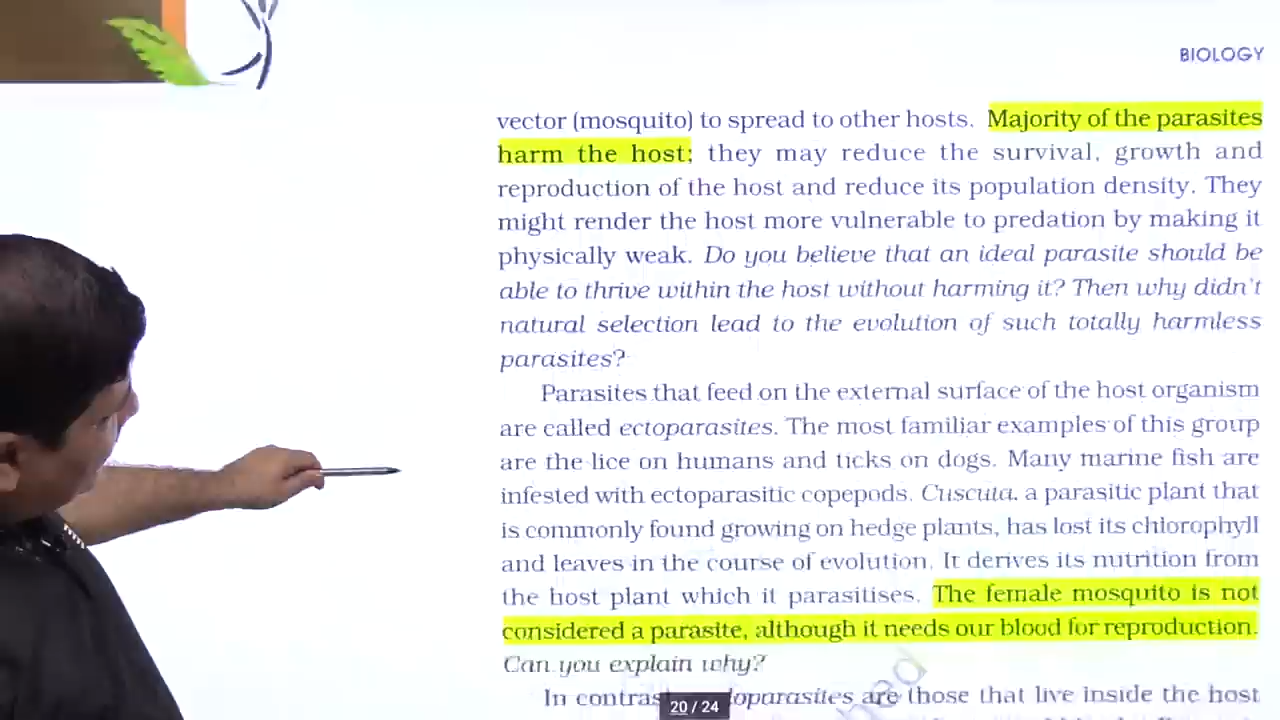 BIOLOGY
vector (mosquito) to spread to other hosts. Majority of the parasites
harm the host; they may reduce the survival, growth and
reproduction of the host and reduce its population density. They
might render the host more vulnerable to predation by making it
physically weak. Do you believe that an ideal parasite should be
able to thrive within the host without harming it? Then why didn't
natural selection lead to the evolution of such totally harmless
parasites?
Parasites that feed on the external surface of the host organism
are called ectoparasites. The most familiar examples of this group
are the lice on humans and ticks on dogs. Many marine fish are
infested with ectoparasitic copepods. Cuscuta, a parasitic plant that
is commonly found growing on hedge plants, has lost its chlorophyll
and leaves in the course of evolution. It derives its nutrition from
the host plant which it parasitises. The female mosquito is not
considered a parasite, although it needs our blood for reproduction.
Can you explain why?
In are those that live inside the host
20 / 24